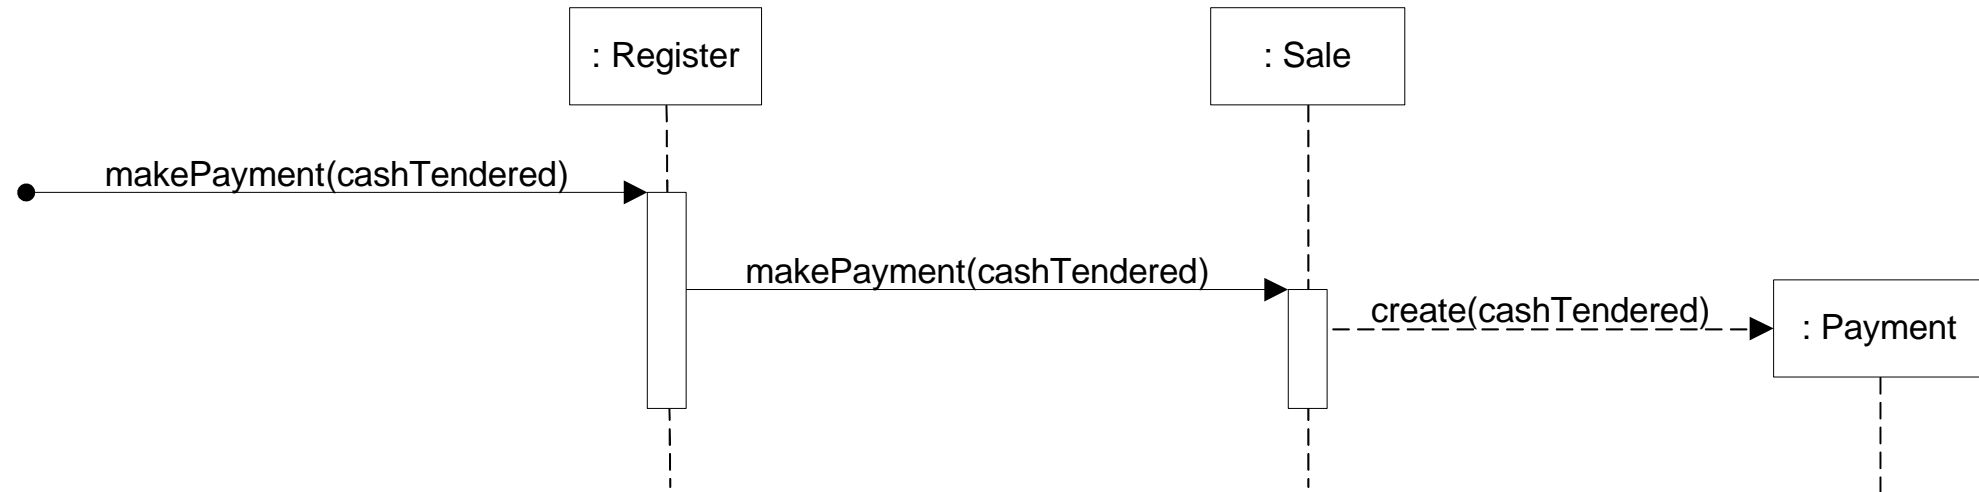 : Register
: Sale
makePayment(cashTendered)
makePayment(cashTendered)
create(cashTendered)
: Payment